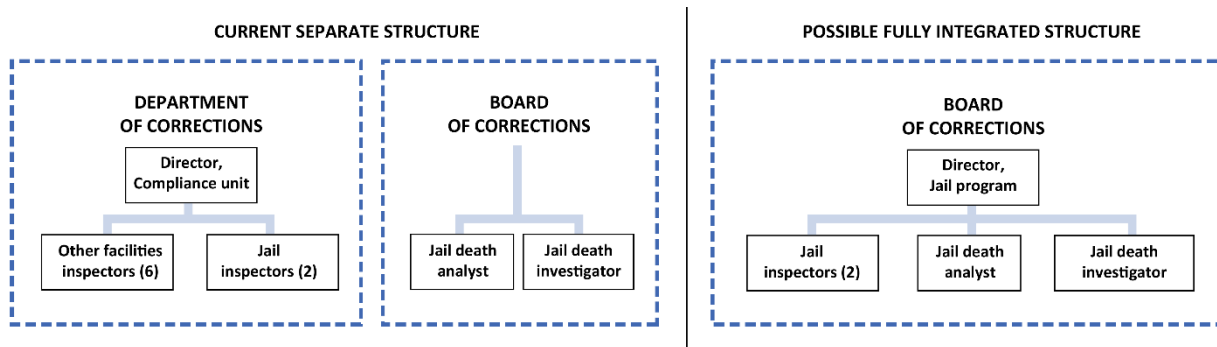 CURRENT SEPARATE STRUCTURE
DEPARTMENT
OF CORRECTIONS
Director,
Compliance unit
Other facilities
inspectors (6)
Jail
inspectors (2)
BOARD
OF CORRECTIONS
Jail death
analyst
Jail death
investigator
POSSIBLE FULLY INTEGRATED STRUCTURE
BOARD
OF CORRECTIONS
Director,
Jail program
Jail
inspectors (2)
Jail death
analyst
Jail death
investigator